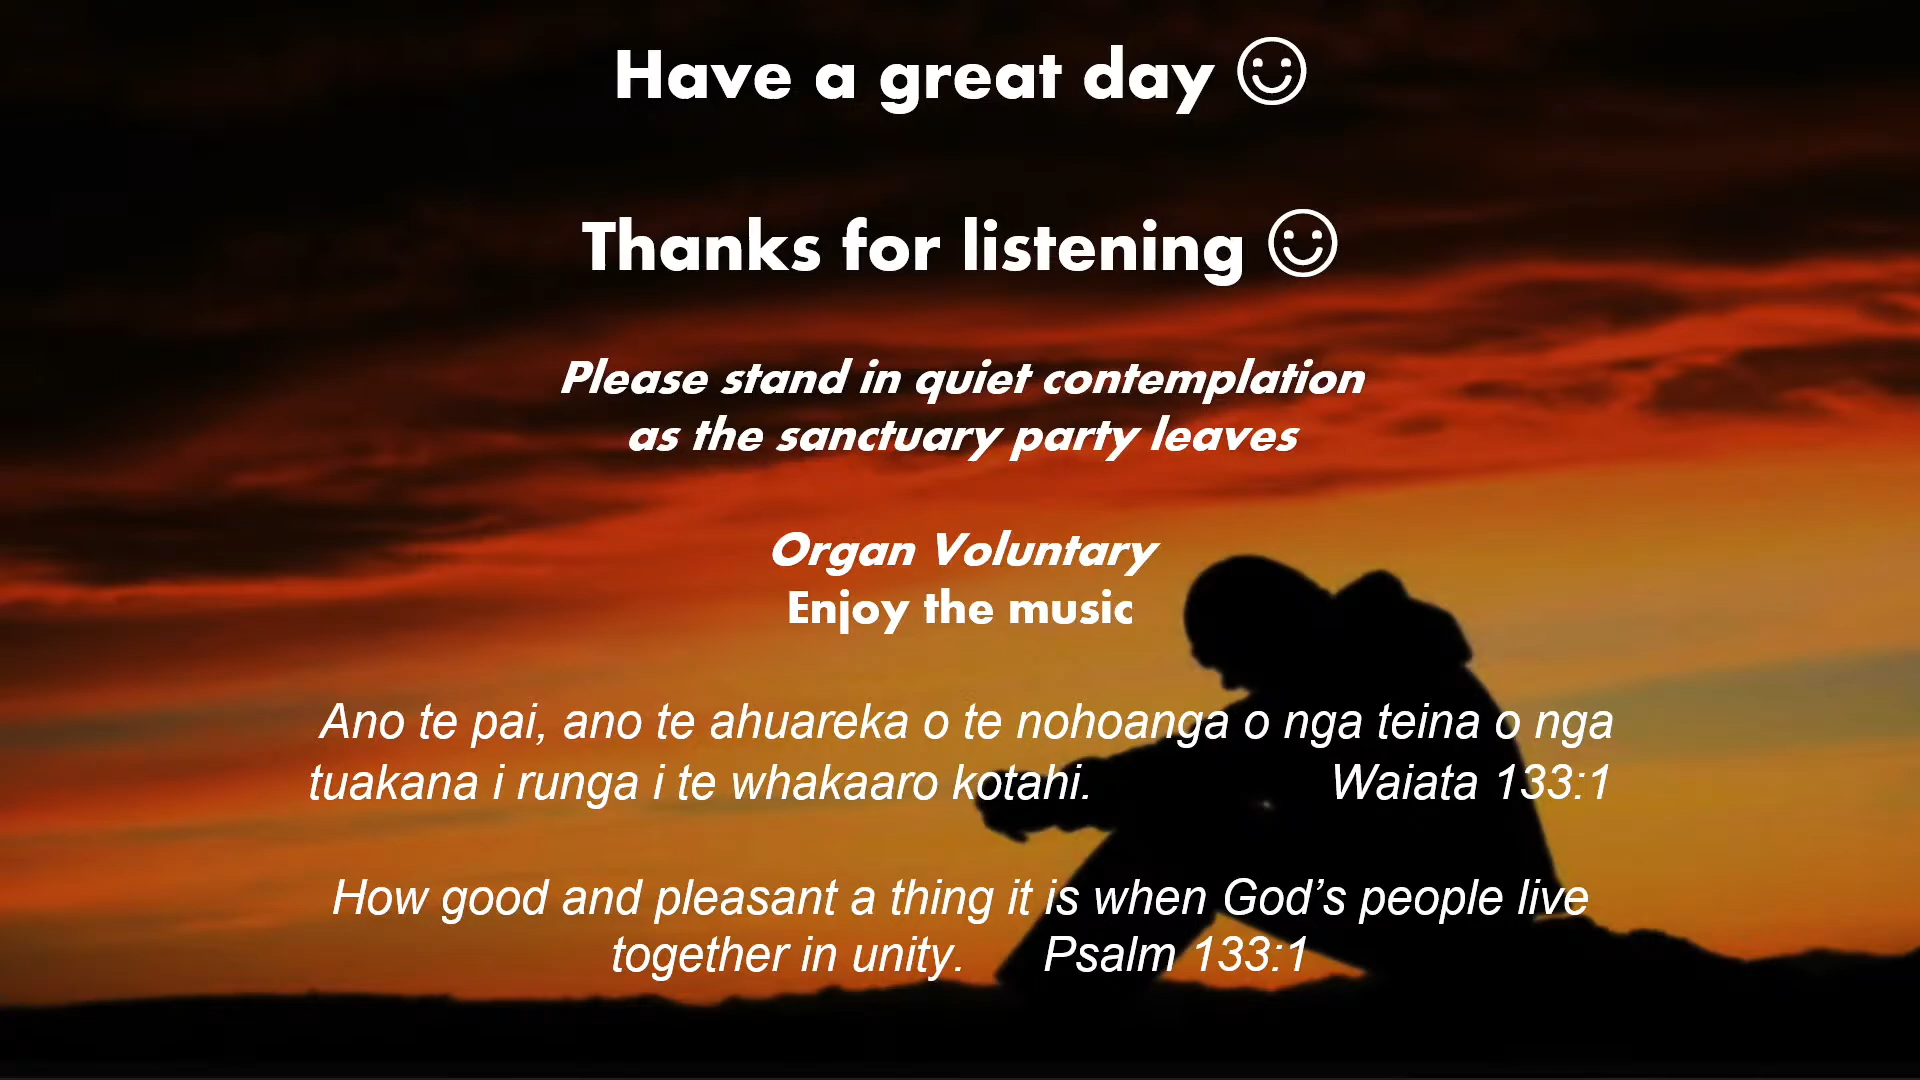 Have a great day ☺
Thanks for listening ☺
Please stand in quiet contemplation
as the sanctuary party leaves
Organ Voluntary
Enjoy the music
Ano te pai, ano te ahuareka o te nohoanga o nga teina o nga
tuakana i runga i te whakaaro kotahi. Waiata 133:1
How good and pleasant a thing it is when God’s people live
together in unity. Psalm 133:1